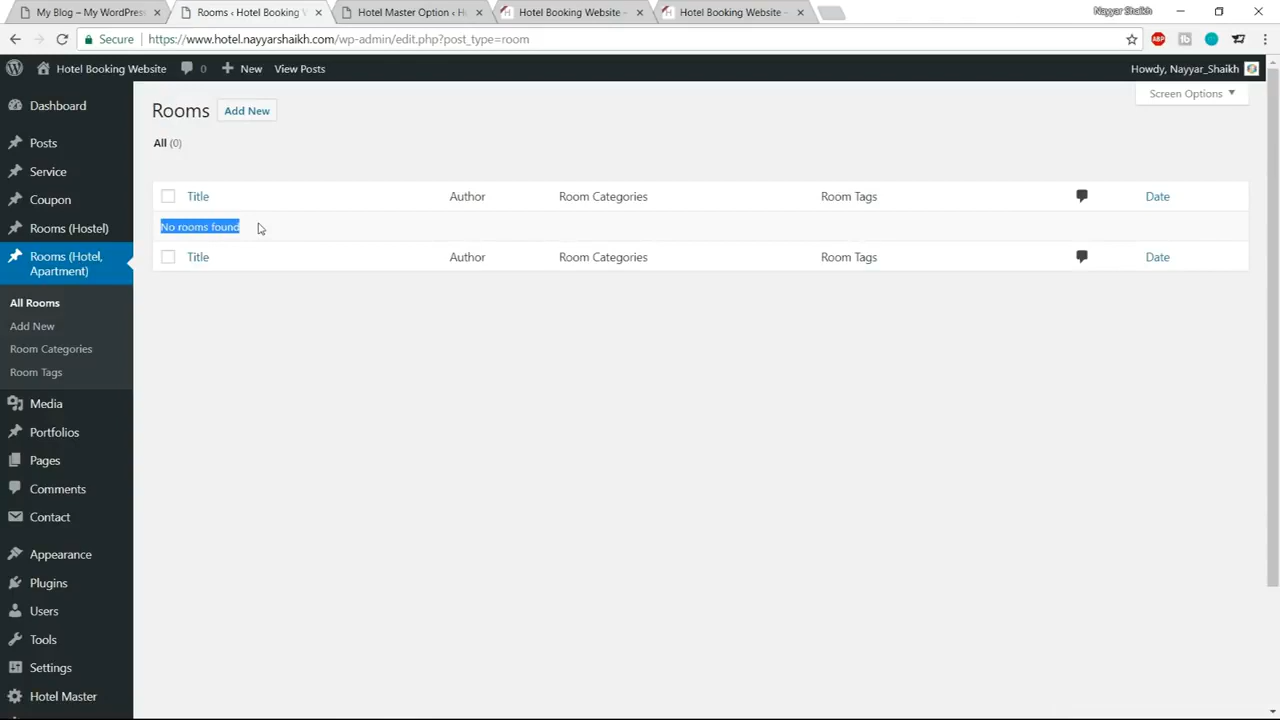 My Blog – My WordPres
Rooms ‹ Hotel Booking
Hotel Master Option ‹ H
Hotel Booking Website -
Hotel Booking Website -
Nayyar Shaikh
Secure
https://www.hotel.nayyarshaikh.com/wp-admin/edit.php?post_type=room
ABP
fb
Hotel Booking Website
0
New
View Posts
Howdy, Nayyar_Shaikh
Dashboard
Posts
Service
Coupon
Rooms (Hostel)
Rooms (Hotel,
Apartment)
All Rooms
Add New
Room Categories
Room Tags
Media
Portfolios
Pages
Comments
Contact
Appearance
Plugins
Users
Tools
Settings
Hotel Master
Screen Options
Rooms
Add New
All (0)
Title
Author
Room Categories
Room Tags
Date
No rooms found
Title
Author
Room Categories
Room Tags
Date